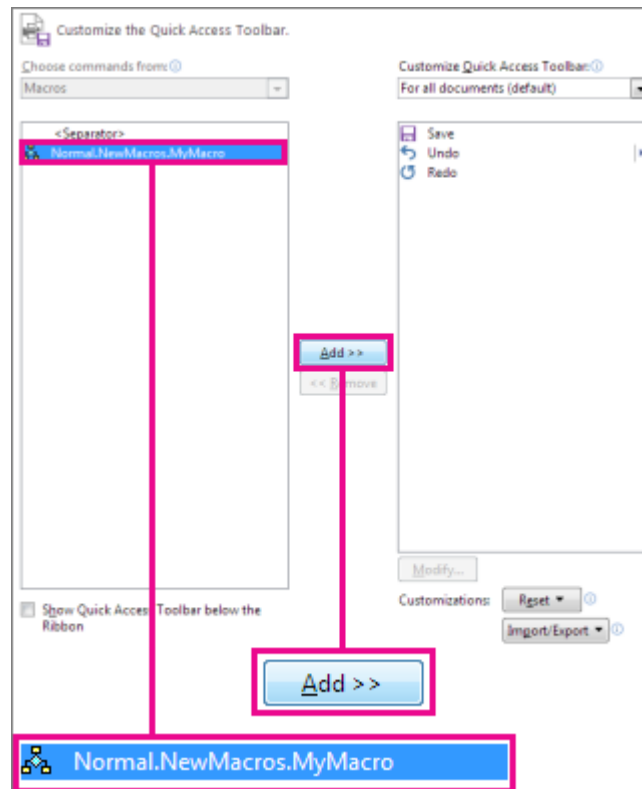 Customize the Quick Access Toolbar.
Choose commands from:
Macros
Customize Quick Access Toolbar:
For all documents (default)
<Separator>
Normal.NewMacros.MyMacro
Save
Undo
Redo
Add >>
<< Remove
Modify...
Show Quick Access Toolbar below the
Ribbon
Customizations:
Reset
Import/Export
Add >>
Normal.NewMacros.MyMacro